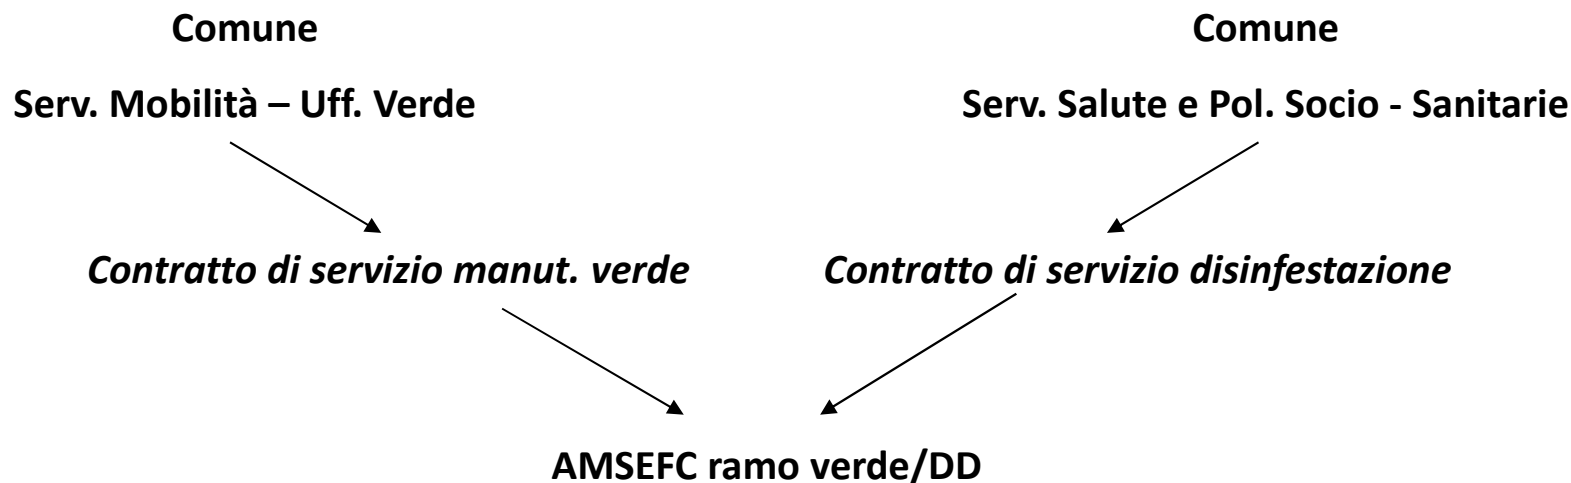 Comune
Comune
Serv. Mobilità – Uff. Verde
Serv. Salute e Pol. Socio - Sanitarie
Contratto di servizio manut. verde
Contratto di servizio disinfestazione
AMSEFC ramo verde/DD